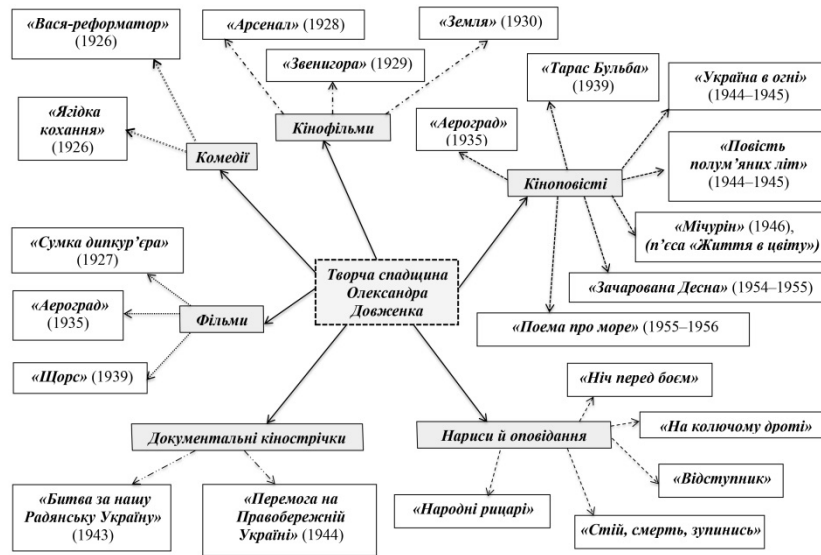 «Вася-реформатор»
(1926)
«Арсенал» (1928)
«Земля» (1930)
«Звенигора» (1929)
«Ягідка
кохання»
(1926)
Комедії
Кінофільми
«Тарас Бульба»
(1939)
«Україна в огні»
(1944–1945)
«Аероград»
(1935)
«Повість
полум’яних літ»
(1944–1945)
Кіноповісті
«Мічурін» (1946),
(п’єса «Життя в цвіту»)
«Зачарована Десна» (1954–1955)
«Поема про море» (1955–1956
«Сумка дипкур’єра»
(1927)
«Аероград»
(1935)
Фільми
«Щорс» (1939)
Творча спадщина
Олександра
Довженка
Документальні кінострічки
«Битва за нашу
Радянську Україну»
(1943)
«Перемога на
Правобережній
Україні» (1944)
Нариси й оповідання
«Ніч перед боєм»
«На колючому дроті»
«Відступник»
«Народні рицарі»
«Стій, смерть, зупинись»